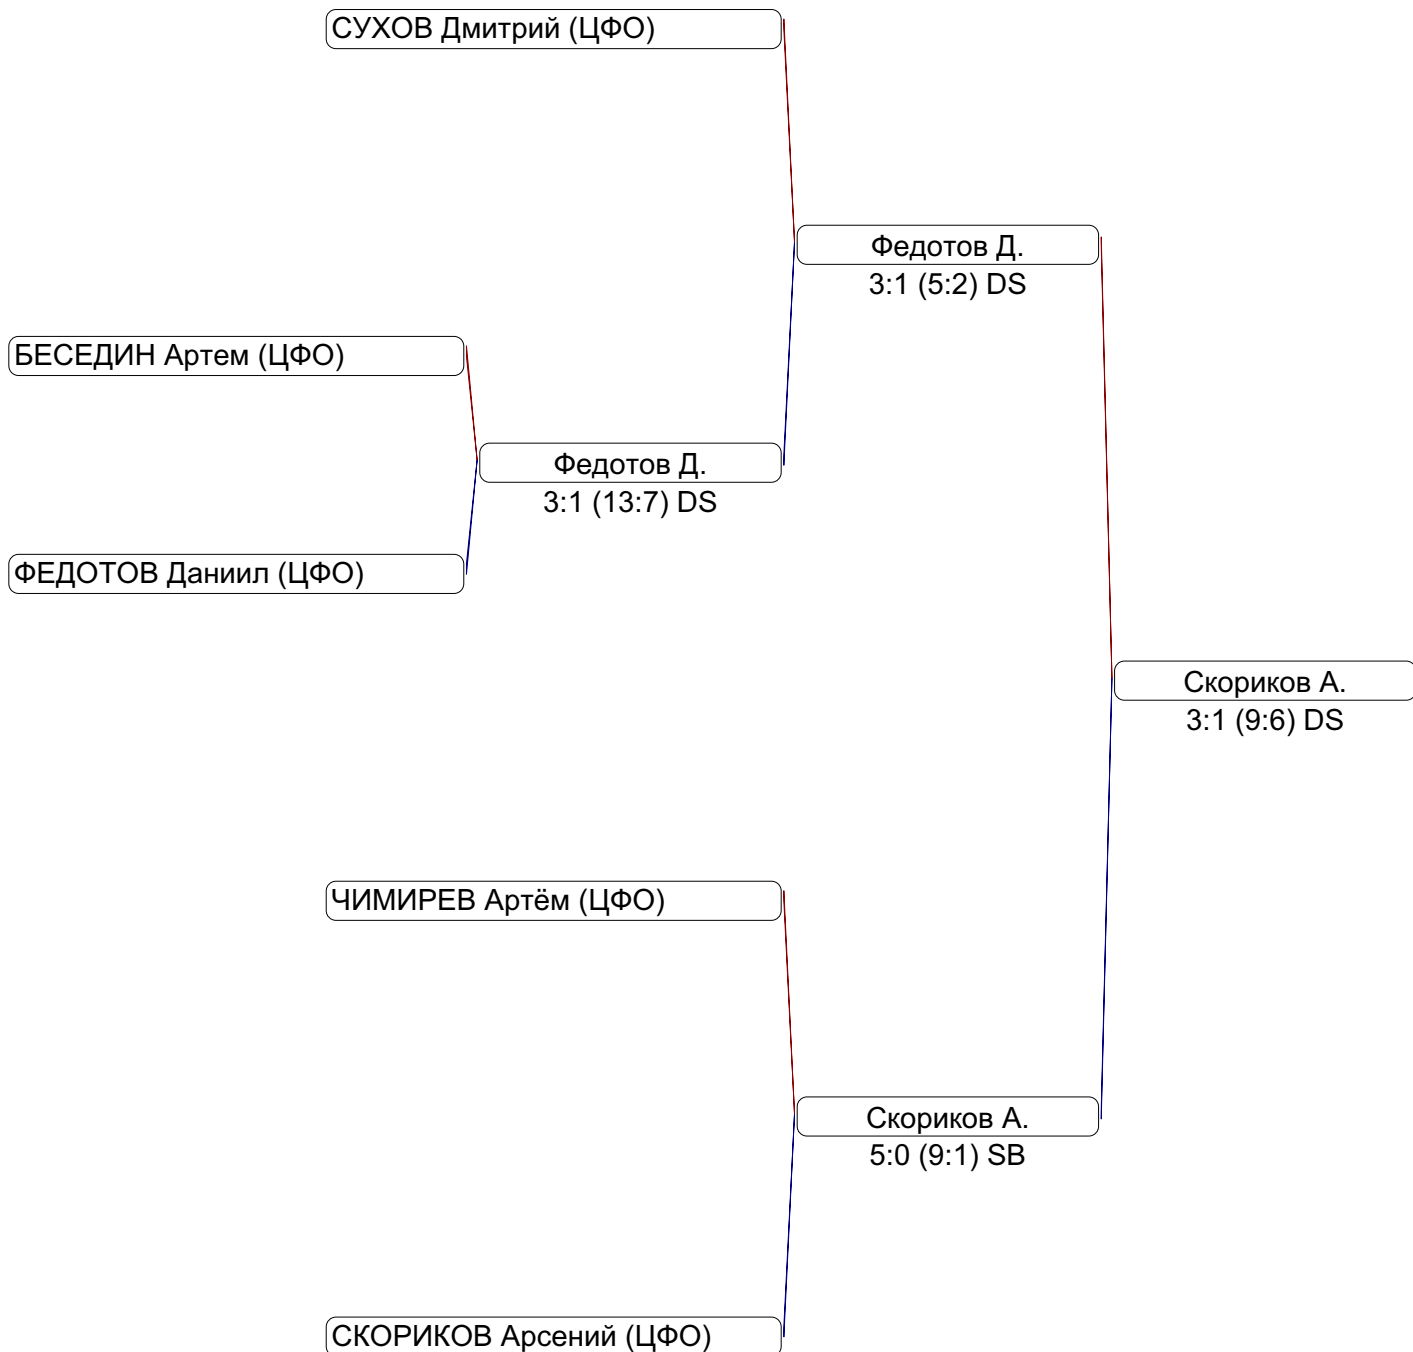 СУХОВ Дмитрий (ЦФО)
Федотов Д.
3:1 (5:2) DS
БЕСЕДИН Артем (ЦФО)
Федотов Д.
3:1 (13:7) DS
ФЕДОТОВ Даниил (ЦФО)
Скориков А.
3:1 (9:6) DS
ЧИМИРЕВ Артём (ЦФО)
Скориков А.
5:0 (9:1) SB
СКОРИКОВ Арсений (ЦФО)